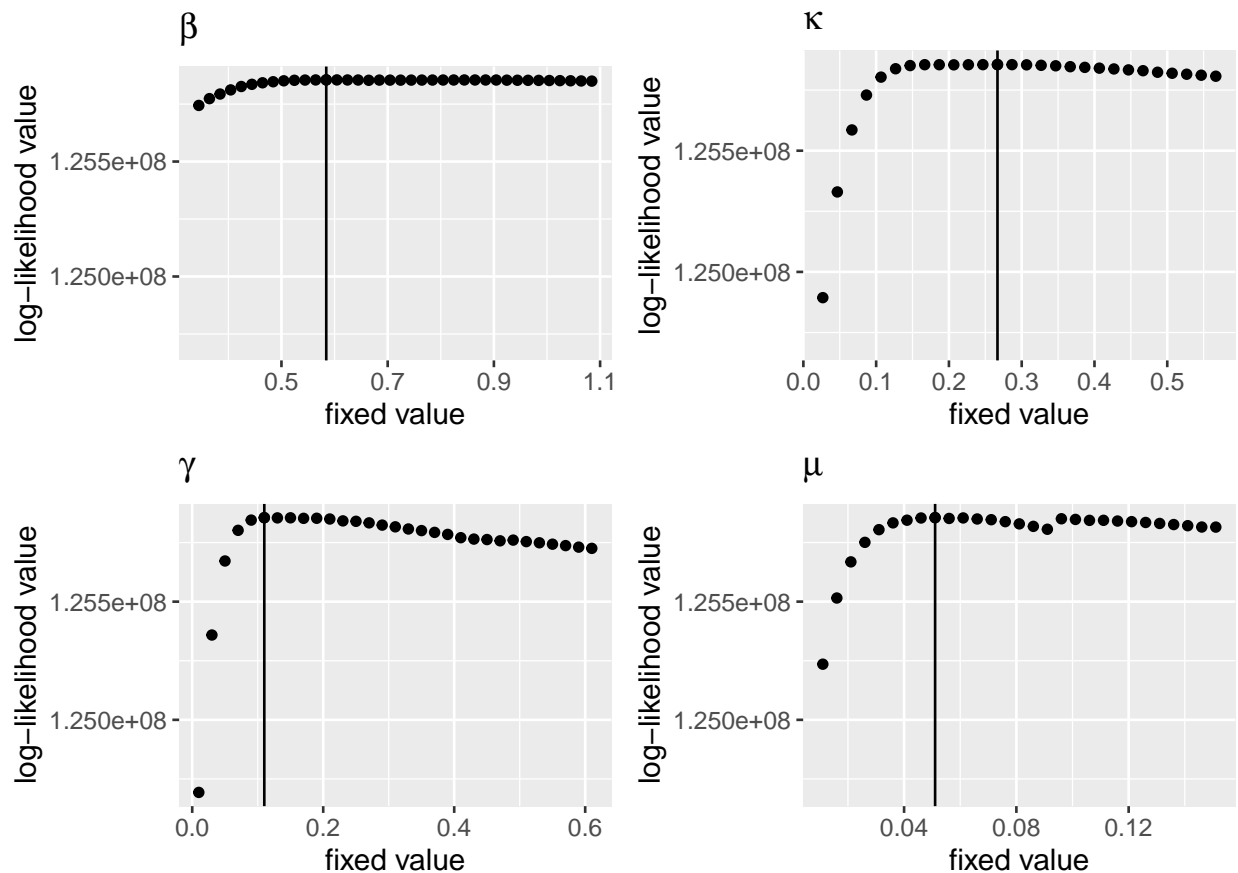 β
log−likelihood value
1.255e+08
1.250e+08
0.5 0.7 0.9 1.1
fixed value
κ
log−likelihood value
1.255e+08
1.250e+08
0.0 0.1 0.2 0.3 0.4 0.5
fixed value
γ
log−likelihood value
1.255e+08
1.250e+08
0.0 0.2 0.4 0.6
fixed value
μ
log−likelihood value
1.255e+08
1.250e+08
0.04 0.08 0.12
fixed value